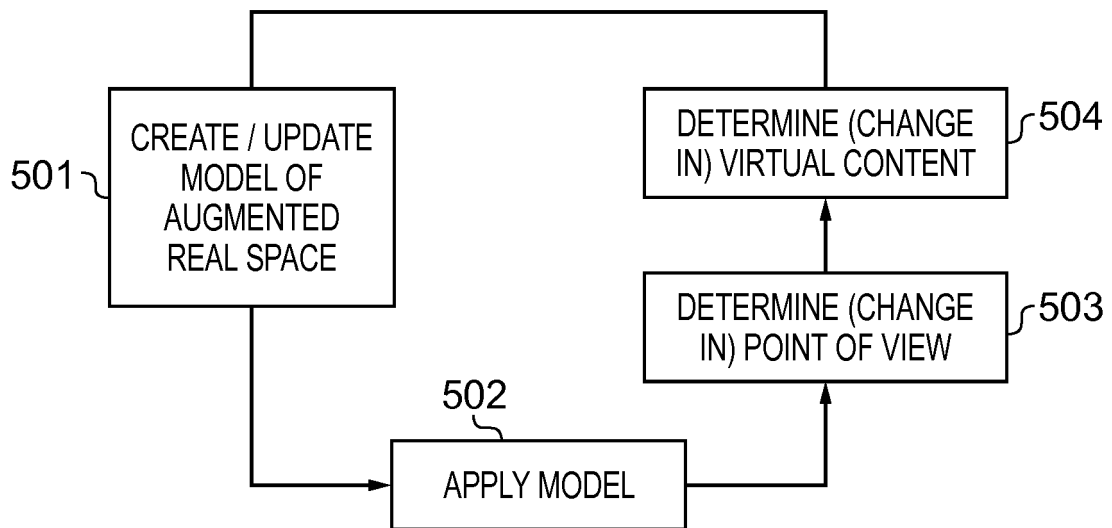 501
CREATE / UPDATE
MODEL OF
AUGMENTED
REAL SPACE
502
APPLY MODEL
DETERMINE (CHANGE
IN) POINT OF VIEW
503
DETERMINE (CHANGE
IN) VIRTUAL CONTENT
504